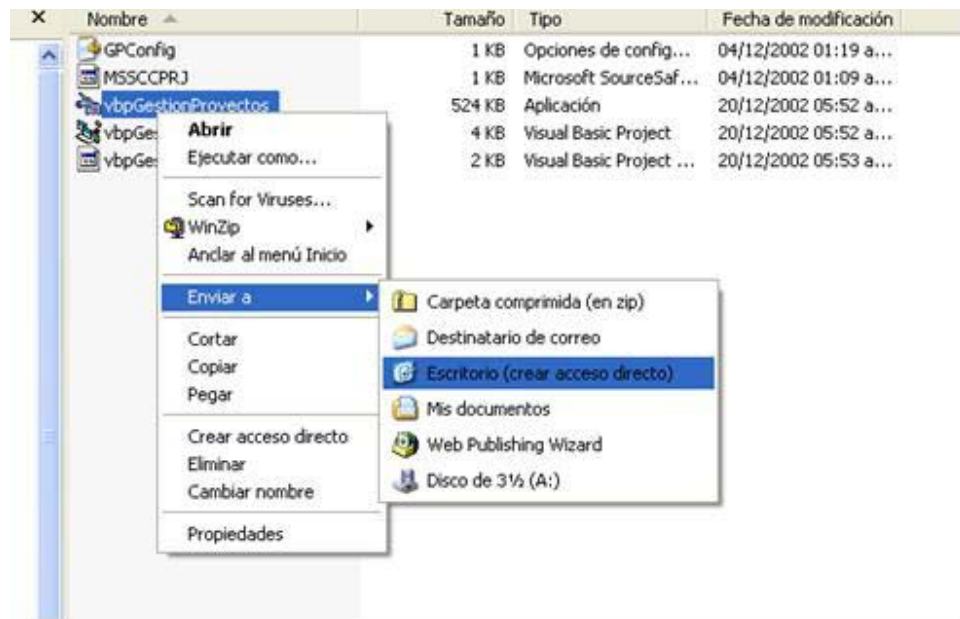 Nombre Tamaño Tipo Fecha de modificación
GPConfig 1 KB Opciones de config... 04/12/2002 01:19 a...
MSSCCPRJ 1 KB Microsoft SourceSaf... 04/12/2002 01:09 a...
vbpGestionProyectos 524 KB Aplicación 20/12/2002 05:52 a...
vbpGe 4 KB Visual Basic Project 20/12/2002 05:52 a...
vbpGe 2 KB Visual Basic Project ... 20/12/2002 05:53 a...
Abrir
Ejecutar como...
Scan for Viruses...
WinZip
Anclar al menú Inicio
Enviar a
Cortar
Copiar
Pegar
Crear acceso directo
Eliminar
Cambiar nombre
Propiedades
Carpeta comprimida (en zip)
Destinatario de correo
Escritorio (crear acceso directo)
Mis documentos
Web Publishing Wizard
Disco de 3½ (A:)